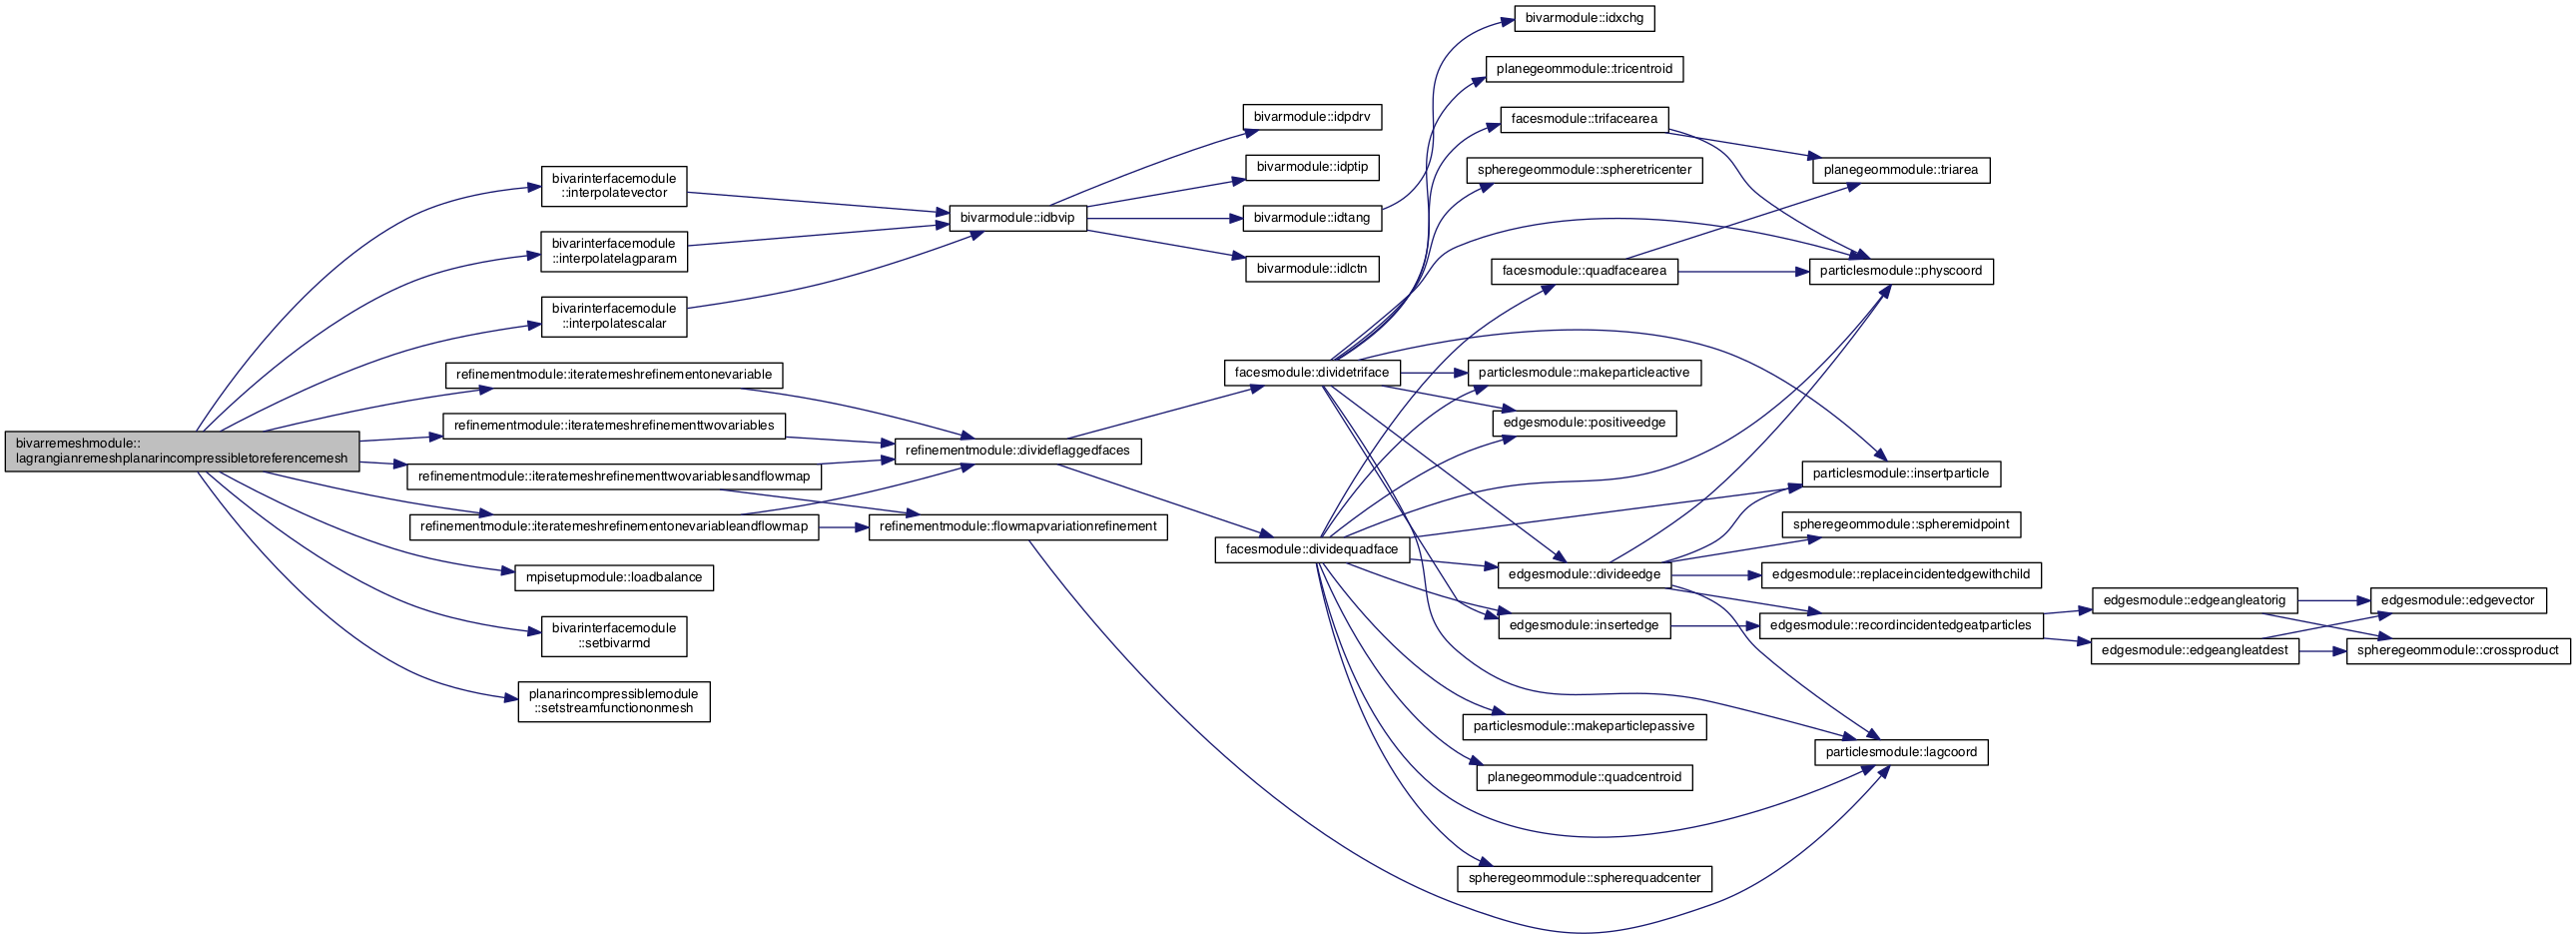 bivarremeshmodule::
lagrangianremeshplanarincompressibletoreferencemesh
bivarinterfacemodule
::interpolatevector
bivarinterfacemodule
::interpolatelagparam
bivarinterfacemodule
::interpolatescalar
refinementmodule::iteratemeshrefinementonevariable
refinementmodule::iteratemeshrefinementtwovariables
refinementmodule::iteratemeshrefinementtwovariablesandflowmap
refinementmodule::iteratemeshrefinementonevariableandflowmap
mpisetupmodule::loadbalance
bivarinterfacemodule
::setbivarmd
planarincompressiblemodule
::setstreamfunctiononmesh
bivarmodule::idbvip
refinementmodule::divideflaggedfaces
refinementmodule::flowmapvariationrefinement
bivarmodule::idpdrv
bivarmodule::idptip
bivarmodule::idtang
bivarmodule::idlctn
facesmodule::dividetriface
facesmodule::dividequadface
bivarmodule::idxchg
planegeommodule::tricentroid
facesmodule::trifacearea
spheregeommodule::spheretricenter
facesmodule::quadfacearea
particlesmodule::makeparticleactive
edgesmodule::positiveedge
edgesmodule::divideedge
edgesmodule::insertedge
particlesmodule::makeparticlepassive
planegeommodule::quadcentroid
spheregeommodule::spherequadcenter
planegeommodule::triarea
particlesmodule::physcoord
particlesmodule::insertparticle
spheregeommodule::spheremidpoint
edgesmodule::replaceincidentedgewithchild
edgesmodule::recordincidentedgeatparticles
particlesmodule::lagcoord
edgesmodule::edgeangleatorig
edgesmodule::edgeangleatdest
edgesmodule::edgevector
spheregeommodule::crossproduct